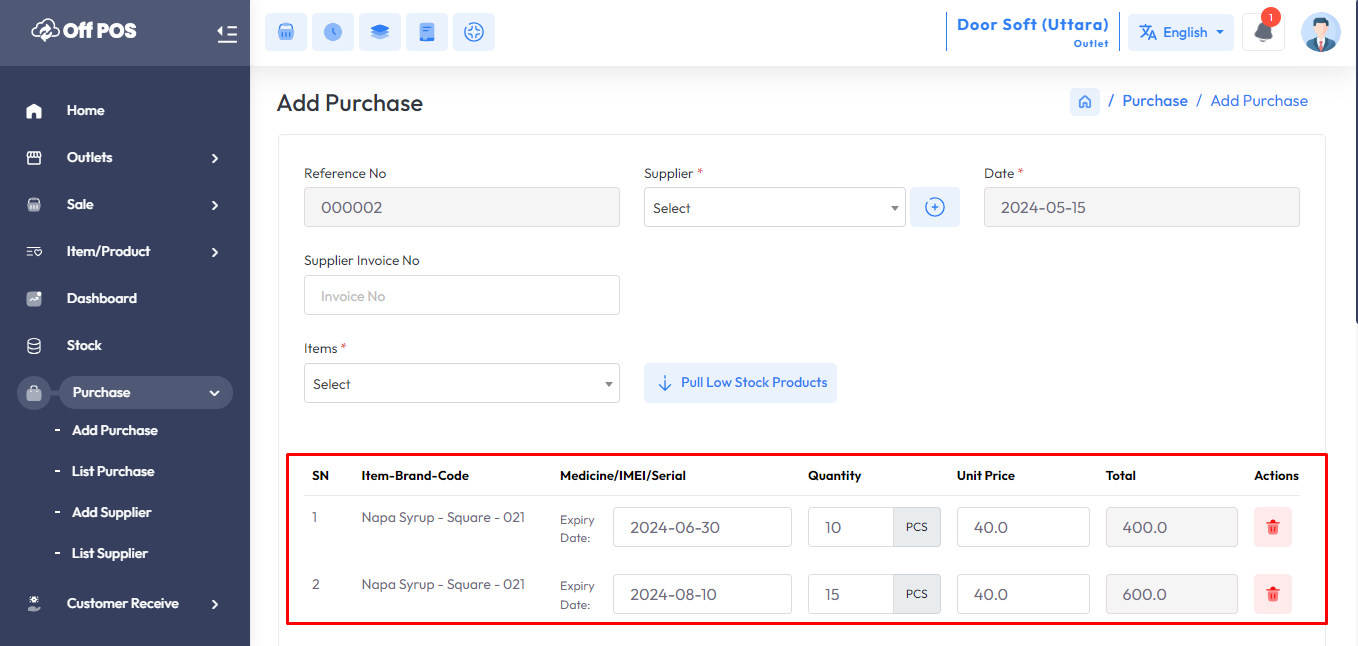 Off POS
Door Soft (Uttara)
Outlet
English
1
Home
Outlets
Sale
Item/Product
Dashboard
Stock
Purchase
- Add Purchase
- List Purchase
- Add Supplier
- List Supplier
Customer Receive
Add Purchase
/ Purchase / Add Purchase
Reference No
000002
Supplier *
Select
Date *
2024-05-15
Supplier Invoice No
Invoice No
Items *
Select
Pull Low Stock Products
SN Item-Brand-Code Medicine/IMEI/Serial Quantity Unit Price Total Actions
1 Napa Syrup - Square - 021 Expiry Date: 2024-06-30 10 PCS 40.0 400.0
2 Napa Syrup - Square - 021 Expiry Date: 2024-08-10 15 PCS 40.0 600.0